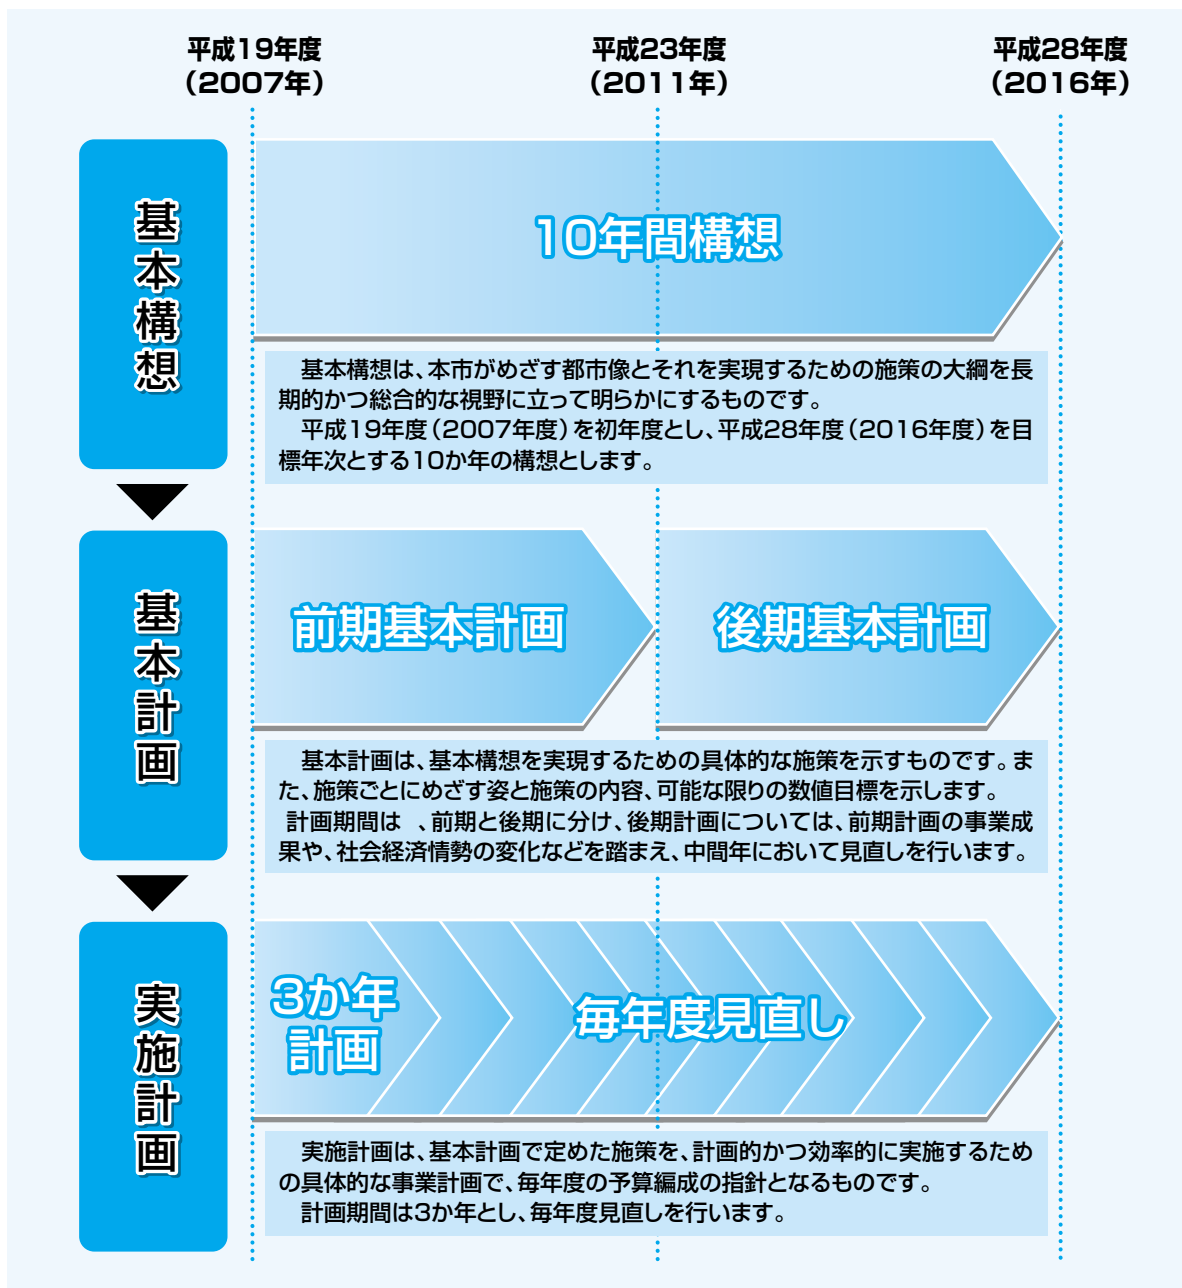 平成19年度
（2007年）
平成23年度
（2011年）
平成28年度
（2016年）
基本構想
10年間構想
基本構想は、本市がめざす都市像とそれを実現するための施策の大綱を長
期的かつ総合的な視野に立って明らかにするものです。
平成19年度（2007年度）を初年度とし、平成28年度（2016年度）を目
標年次とする10か年の構想とします。
基本計画
前期基本計画
後期基本計画
基本計画は、基本構想を実現するための具体的な施策を示すものです。ま
た、施策ごとにめざす姿と施策の内容、可能な限りの数値目標を示します。
計画期間は　、前期と後期に分け、後期計画については、前期計画の事業成
果や、社会経済情勢の変化などを踏まえ、中間年において見直しを行います。
実施計画
3か年
計画
毎年度見直し
実施計画は、基本計画で定めた施策を、計画的かつ効率的に実施するため
の具体的な事業計画で、毎年度の予算編成の指針となるものです。
計画期間は3か年とし、毎年度見直しを行います。